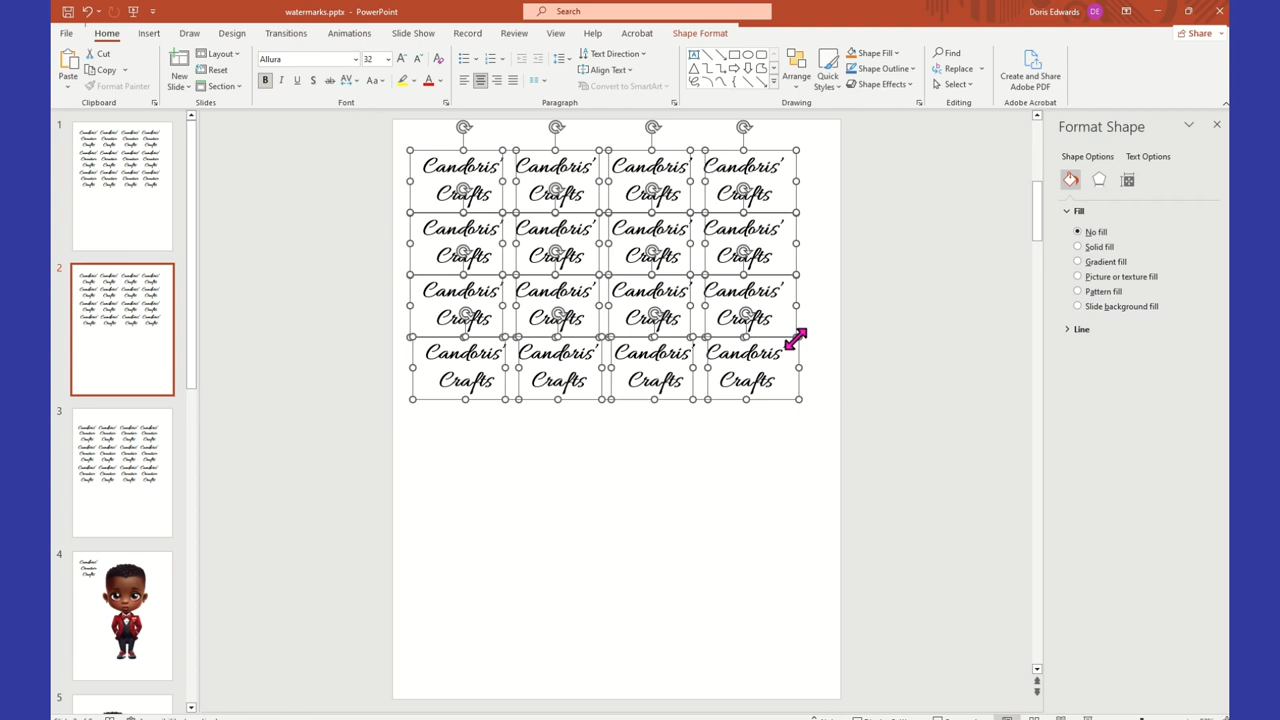 watermarks.pptx - PowerPoint
Search
Doris Edwards
DE
File
Home
Insert
Draw
Design
Transitions
Animations
Slide Show
Record
Review
View
Help
Acrobat
Shape Format
Share
Paste
Cut
Copy
Format Painter
Clipboard
New
Slide
Layout
Reset
Section
Slides
Allura
32
B
I
U
S
ab
AV
Aa
A
Font
Text Direction
Align Text
Convert to SmartArt
Paragraph
Arrange
Quick
Styles
Shape Fill
Shape Outline
Shape Effects
Drawing
Find
Replace
Select
Editing
Create and Share
Adobe PDF
Adobe Acrobat
1
2
3
4
5
Candoris' Candoris' Candoris' Candoris'
Crafts Crafts Crafts Crafts
Candoris' Candoris' Candoris' Candoris'
Crafts Crafts Crafts Crafts
Candoris' Candoris' Candoris' Candoris'
Crafts Crafts Crafts Crafts
Candoris' Candoris' Candoris' Candoris
Crafts Crafts Crafts Crafts
Format Shape
Shape Options
Text Options
Fill
No fill
Solid fill
Gradient fill
Picture or texture fill
Pattern fill
Slide background fill
Line